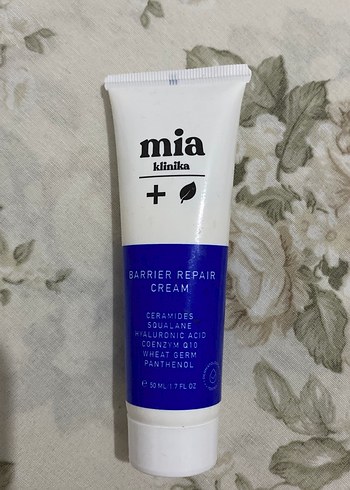 mia
klinika
BARRIER REPAIR
CREAM
CERAMIDES
SQUALANE
HYALURONIC ACID
COENZYM Q10
WHEAT GERM
PANTHENOL
e 50 ML 1.7 FL OZ